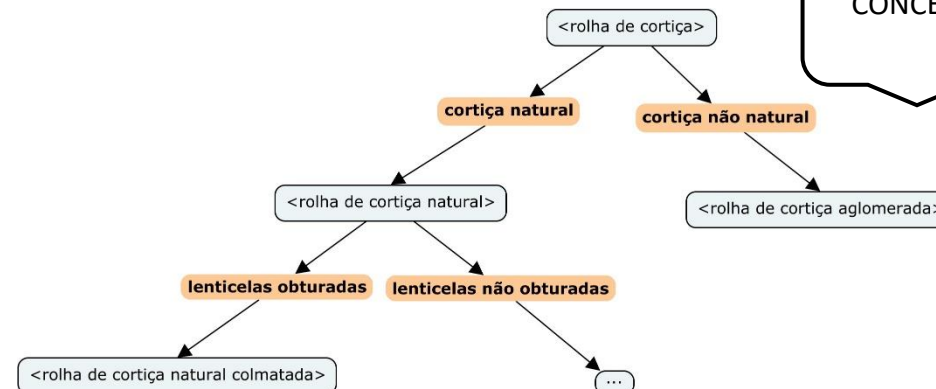 <rolha de cortiça>
cortiça natural
cortiça não natural
<rolha de cortiça natural>
<rolha de cortiça aglomerada>
lenticelas obturadas
lenticelas não obturadas
<rolha de cortiça natural colmatada>
...